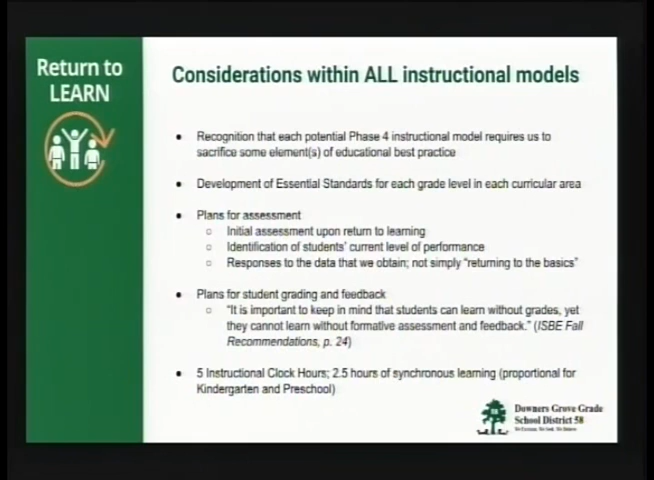 Return to
LEARN
Considerations within ALL instructional models
• Recognition that each potential Phase 4 instructional model requires us to
sacrifice some element(s) of educational best practice
• Development of Essential Standards for each grade level in each curricular area
• Plans for assessment
○ Initial assessment upon return to learning
○ Identification of students' current level of performance
○ Responses to the data that we obtain; not simply "returning to the basics"
• Plans for student grading and feedback
○ "It is important to keep in mind that students can learn without grades, yet
they cannot learn without formative assessment and feedback." (ISBE Fall
Recommendations, p. 24)
• 5 Instructional Clock Hours; 2.5 hours of synchronous learning (proportional for
Kindergarten and Preschool)
Downers Grove Grade
School District 58